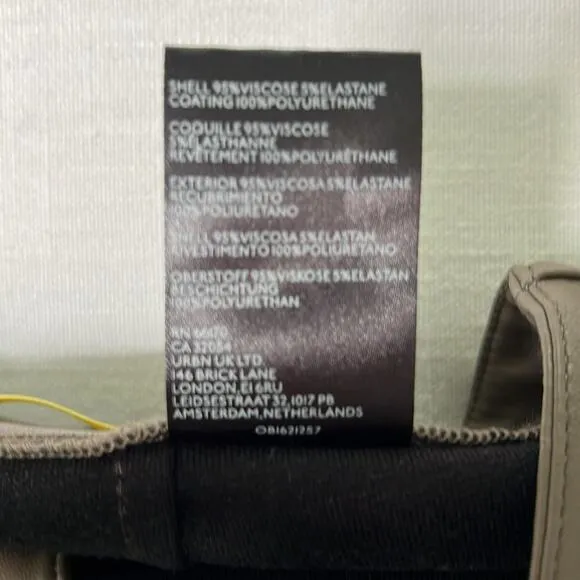 SHELL 95%VISCOSE 5%ELASTANE
COATING 100%POLYURETHANE
COQUILLE 95%VISCOSE
5%ÉLASTHANNE
REVÊTEMENT 100%POLYURÉTHANE
EXTERIOR 95%VISCOSA 5%ELASTANE
RECUBRIMIENTO
100%POLIURETANO
SHELL 95%VISCOSA 5%ELASTAN
RIVESTIMENTO 100%POLIURETANO
OBERSTOFF 95%VISKOSE 5%ELASTAN
BESCHICHTUNG
100%POLYURETHAN
RN 66170
CA 32054
URBN UK LTD.
146 BRICK LANE
LONDON, E1 6RU
LEIDSESTRAAT 32, 1017 PB
AMSTERDAM, NETHERLANDS
OB1621257